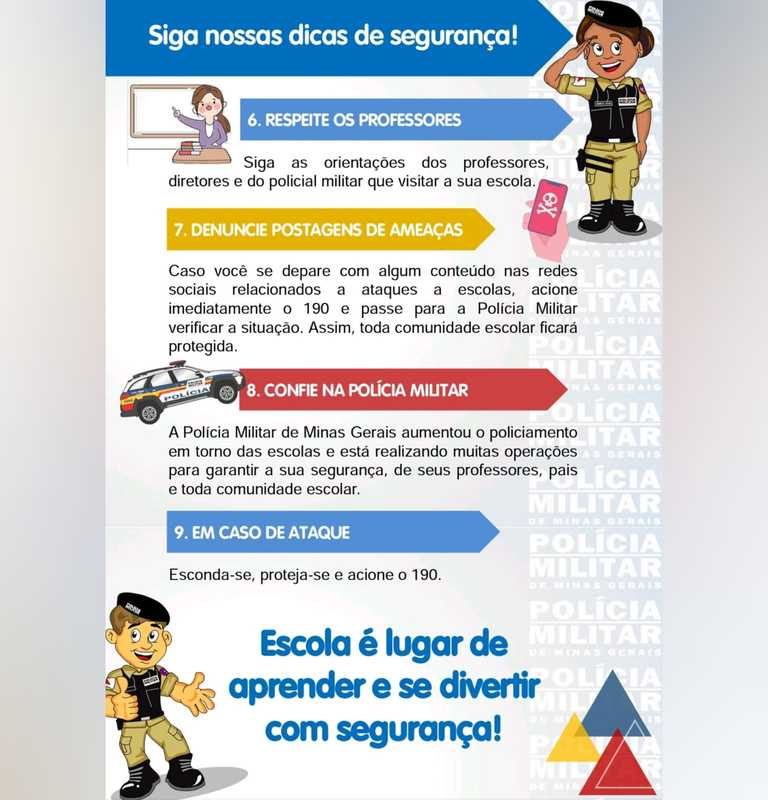 Siga nossas dicas de segurança!
6. RESPEITE OS PROFESSORES
Siga as orientações dos professores,
diretores e do policial militar que visitar a sua escola.
7. DENUNCIE POSTAGENS DE AMEAÇAS
Caso você se depare com algum conteúdo nas redes
sociais relacionados a ataques a escolas, acione
imediatamente o 190 e passe para a Polícia Militar
verificar a situação. Assim, toda comunidade escolar ficará
protegida.
POLÍCIA
8. CONFIE NA POLÍCIA MILITAR
A Polícia Militar de Minas Gerais aumentou o policiamento
em torno das escolas e está realizando muitas operações
para garantir a sua segurança, de seus professores, pais
e toda comunidade escolar.
9. EM CASO DE ATAQUE
Esconda-se, proteja-se e acione o 190.
Escola é lugar de
aprender e se divertir
com segurança!
POLÍCIA
MILITAR
DE MINAS GERAIS